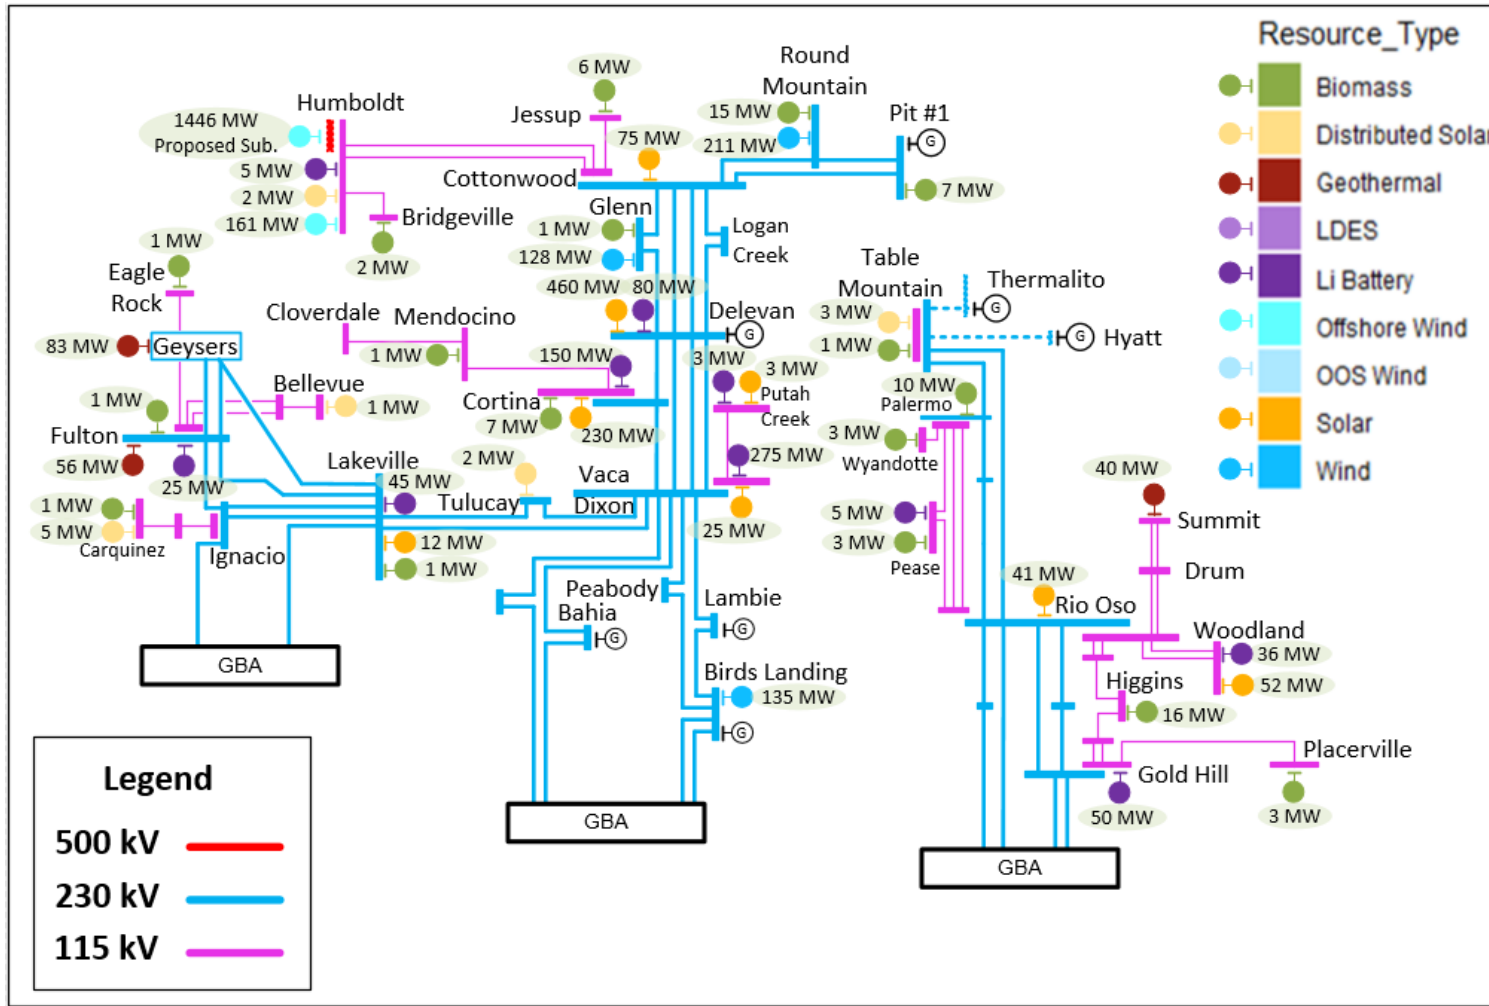 Resource_Type
Biomass
Distributed Solar
Geothermal
LDES
Li Battery
Offshore Wind
OOS Wind
Solar
Wind
6 MW
Jessup
Humboldt
1446 MW
Proposed Sub.
5 MW
2 MW
161 MW
Bridgeville
2 MW
Round
Mountain
15 MW
211 MW
Pit #1
G
7 MW
75 MW
Cottonwood
Glenn
1 MW
128 MW
Logan
Creek
460 MW
80 MW
Delevan
G
1 MW
Eagle
Rock
83 MW
Geysers
Cloverdale
Mendocino
1 MW
150 MW
Cortina
7 MW
230 MW
3 MW
3 MW
Putah
Creek
275 MW
25 MW
Bellevue
1 MW
1 MW
Fulton
56 MW
25 MW
Lakeville
45 MW
12 MW
1 MW
2 MW
Tulucay
Vaca
Dixon
1 MW
5 MW
Carquinez
Ignacio
GBA
Peabody
Bahia
G
Lambie
G
Birds Landing
135 MW
G
GBA
Table
Mountain
3 MW
1 MW
Thermalito
G
Hyatt
G
10 MW
Palermo
3 MW
Wyandotte
5 MW
3 MW
Pease
40 MW
Summit
Drum
41 MW
Rio Oso
Woodland
36 MW
52 MW
Higgins
16 MW
Gold Hill
50 MW
Placerville
3 MW
GBA
Legend
500 kV
230 kV
115 kV